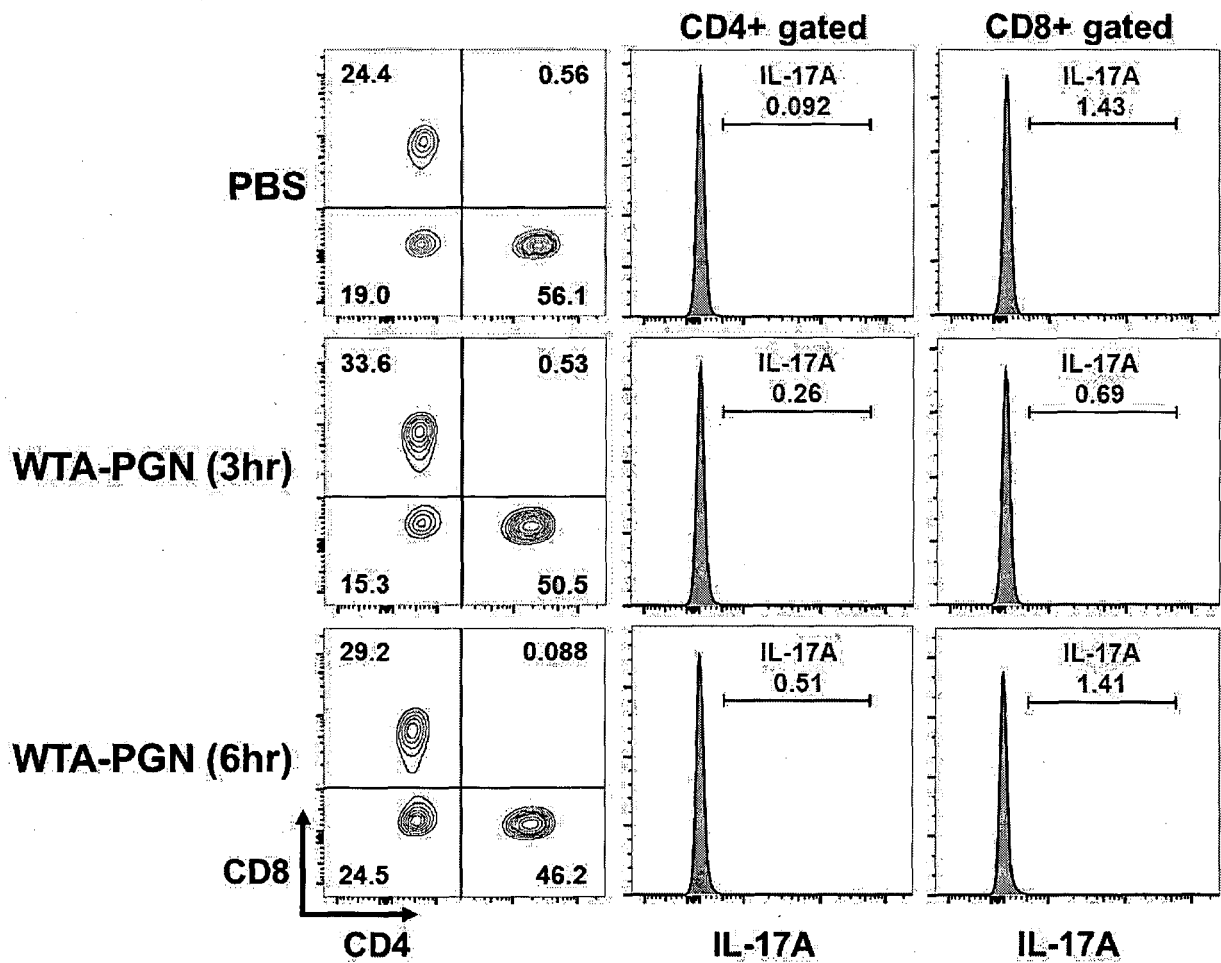 CD4+ gated
CD8+ gated
24.4
0.56
IL-17A
0.092
IL-17A
1.43
PBS
19.0
56.1
33.6
0.53
IL-17A
0.26
IL-17A
0.69
WTA-PGN (3hr)
15.3
50.5
29.2
0.088
IL-17A
0.51
IL-17A
1.41
WTA-PGN (6hr)
CD8
24.5
46.2
CD4
IL-17A
IL-17A